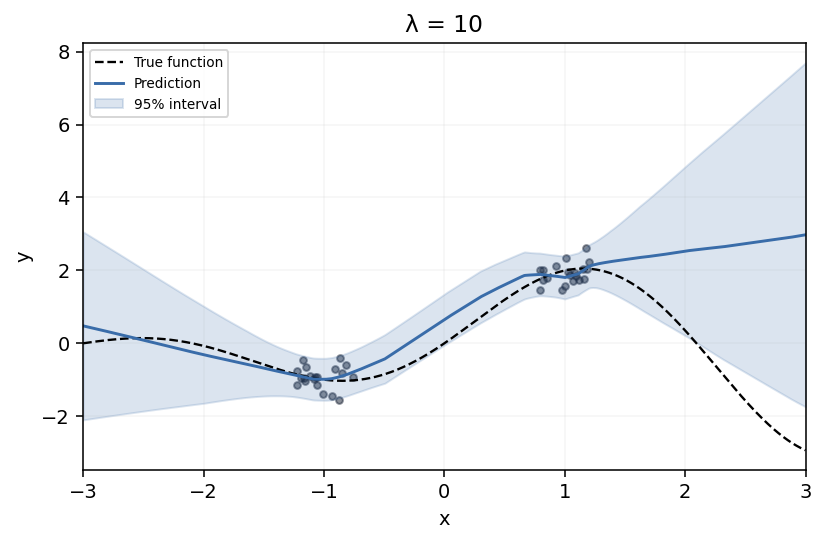 λ = 10
8
6
4
2
0
−2
y
True function
Prediction
95% interval
−3
−2
−1
0
1
2
3
x